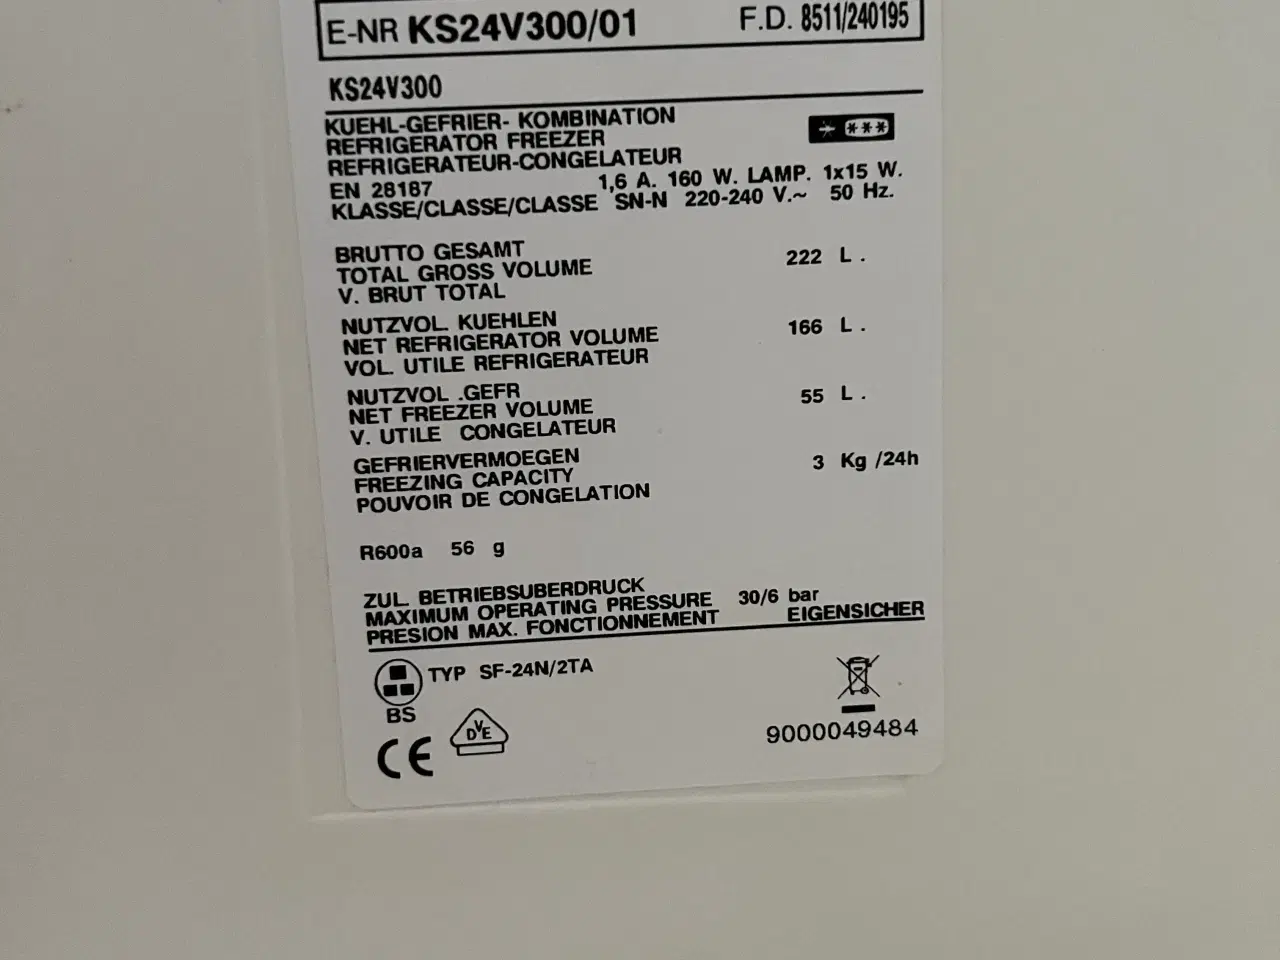 E-NR KS24V300/01 F.D. 8511/240195
KS24V300
KUEHL-GEFRIER- KOMBINATION
REFRIGERATOR FREEZER
REFRIGERATEUR-CONGELATEUR
EN 28187 1,6 A. 160 W. LAMP. 1x15 W.
KLASSE/CLASSE/CLASSE SN-N 220-240 V.~ 50 Hz.
BRUTTO GESAMT
TOTAL GROSS VOLUME 222 L .
V. BRUT TOTAL
NUTZVOL. KUEHLEN
NET REFRIGERATOR VOLUME 166 L .
VOL. UTILE REFRIGERATEUR
NUTZVOL .GEFR
NET FREEZER VOLUME 55 L .
V. UTILE CONGELATEUR
GEFRIERVERMOEGEN
FREEZING CAPACITY 3 Kg /24h
POUVOIR DE CONGELATION
R600a 56 g
ZUL. BETRIEBSUBERDRUCK
MAXIMUM OPERATING PRESSURE 30/6 bar
PRESION MAX. FONCTIONNEMENT EIGENSICHER
TYP SF-24N/2TA
BS
DVE
CE
9000049484